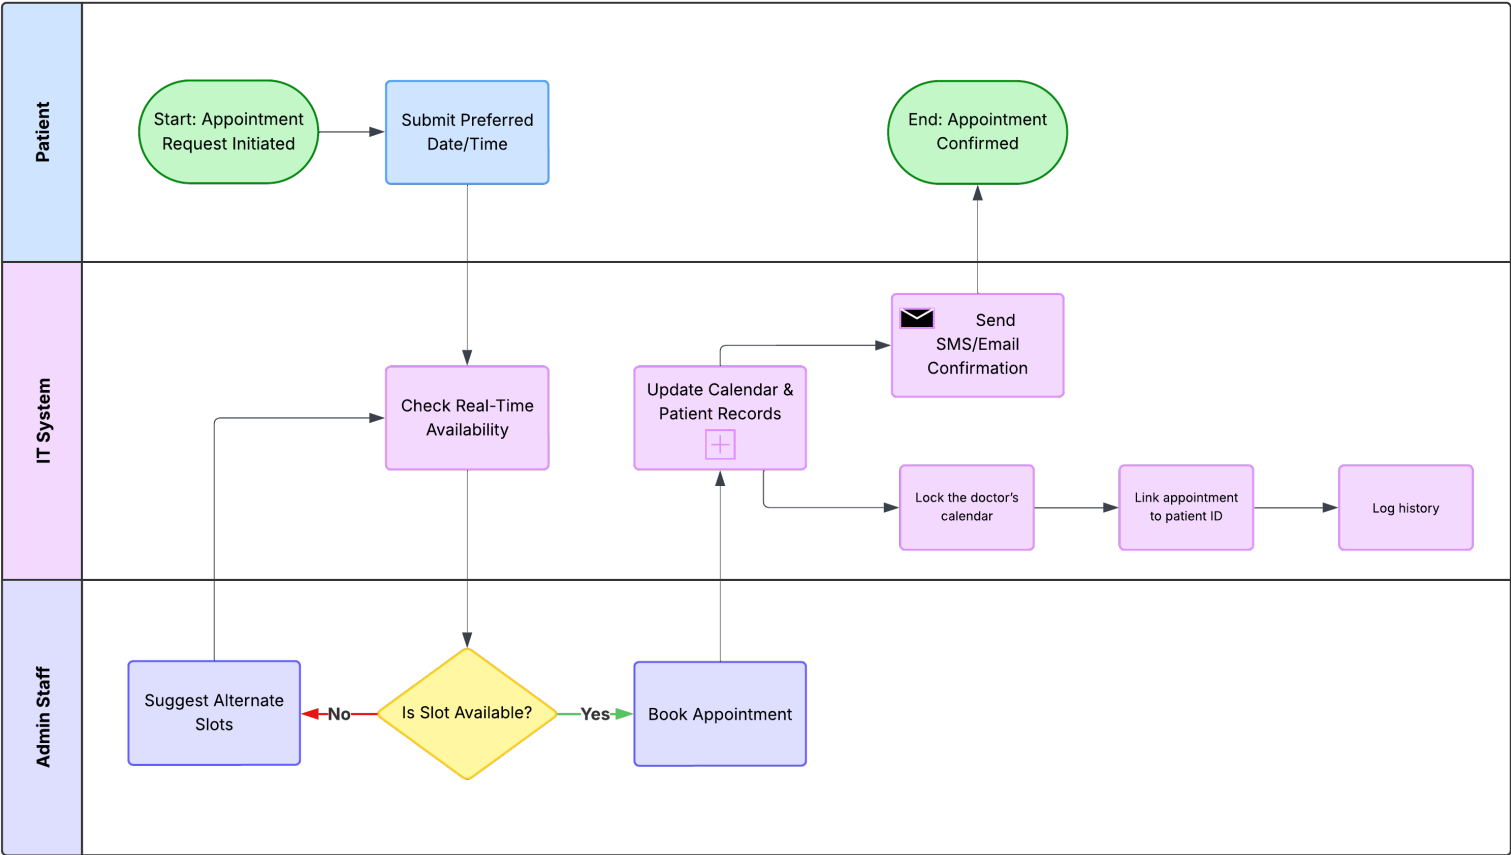 Patient
Start: Appointment
Request Initiated
Submit Preferred
Date/Time
End: Appointment
Confirmed
IT System
Send
SMS/Email
Confirmation
Check Real-Time
Availability
Update Calendar &
Patient Records
Lock the doctor’s
calendar
Link appointment
to patient ID
Log history
Admin Staff
Suggest Alternate
Slots
No
Is Slot Available?
Yes
Book Appointment